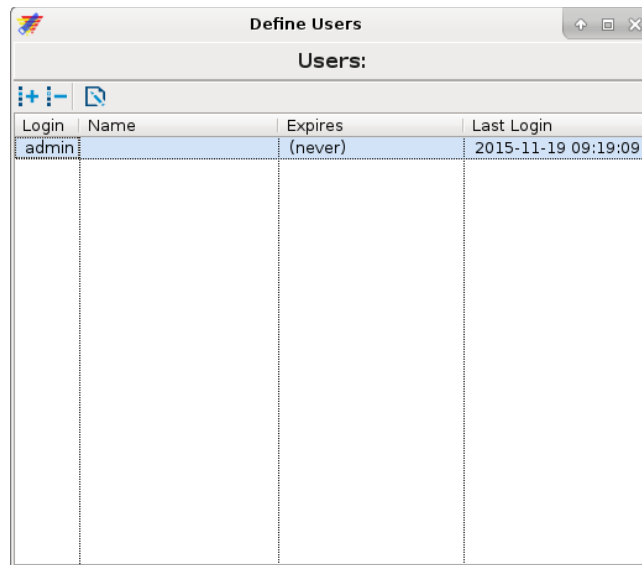 Define Users
Users:
Login Name Expires Last Login
admin (never) 2015-11-19 09:19:09